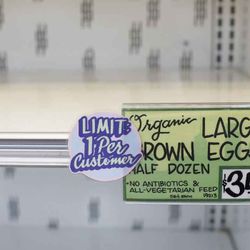 LIMIT:
1 Per
Customer
Organic LARG
BROWN EGG
HALF DOZEN
• NO ANTIBIOTICS &
ALL-VEGETARIAN FEED
$3